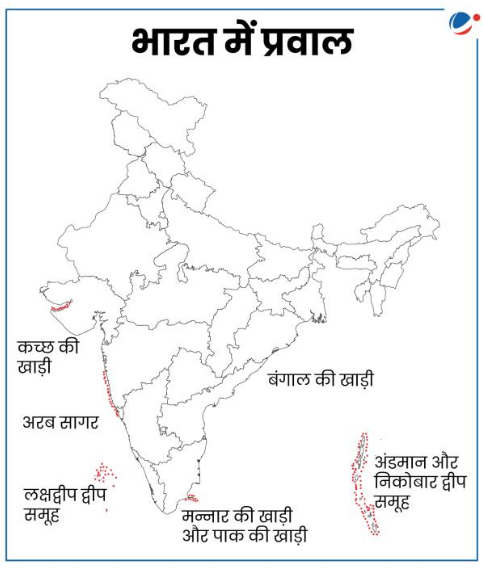 भारत में प्रवाल
कच्छ की
खाड़ी
बंगाल की खाड़ी
अरब सागर
अंडमान और
निकोबार द्वीप
समूह
लक्षद्वीप द्वीप
समूह
मन्नार की खाड़ी
और पाक की खाड़ी